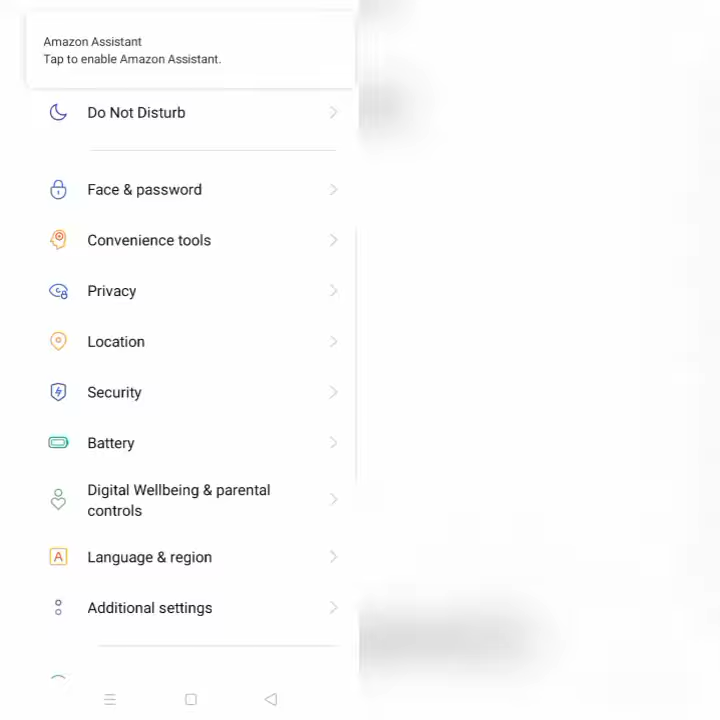 Amazon Assistant
Tap to enable Amazon Assistant.
Do Not Disturb
Face & password
Convenience tools
Privacy
Location
Security
Battery
Digital Wellbeing & parental
controls
Language & region
A
Additional settings